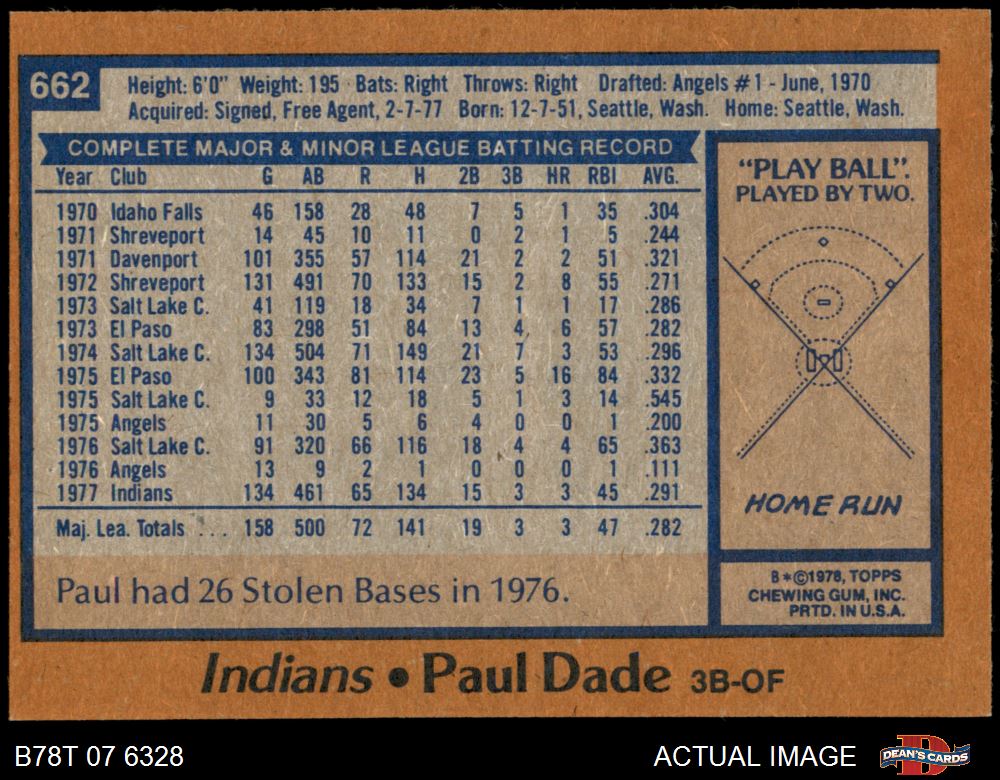 662
Height: 6'0" Weight: 195 Bats: Right Throws: Right Drafted: Angels #1 - June, 1970
Acquired: Signed, Free Agent, 2-7-77 Born: 12-7-51, Seattle, Wash. Home: Seattle, Wash.
COMPLETE MAJOR & MINOR LEAGUE BATTING RECORD
Year Club G AB R H 2B 3B HR RBI AVG.
1970 Idaho Falls 46 158 28 48 7 5 1 35 .304
1971 Shreveport 14 45 10 11 0 2 1 5 .244
1971 Davenport 101 355 57 114 21 2 2 51 .321
1972 Shreveport 131 491 70 133 15 2 8 55 .271
1973 Salt Lake C. 41 119 18 34 7 1 1 17 .286
1973 El Paso 83 298 51 84 13 4 6 57 .282
1974 Salt Lake C. 134 504 71 149 21 7 3 53 .296
1975 El Paso 100 343 81 114 23 5 16 84 .332
1975 Salt Lake C. 9 33 12 18 5 1 3 14 .545
1975 Angels 11 30 5 6 4 0 0 1 .200
1976 Salt Lake C. 91 320 66 116 18 4 4 65 .363
1976 Angels 13 9 2 1 0 0 0 1 .111
1977 Indians 134 461 65 134 15 3 3 45 .291
Maj. Lea. Totals ... 158 500 72 141 19 3 3 47 .282
Paul had 26 Stolen Bases in 1976.
"PLAY BALL".
PLAYED BY TWO.
HOME RUN
B*©1978, TOPPS
CHEWING GUM, INC.
PRTD. IN U.S.A.
Indians • Paul Dade 3B-OF
B78T 07 6328
ACTUAL IMAGE
D
DEAN'S CARDS